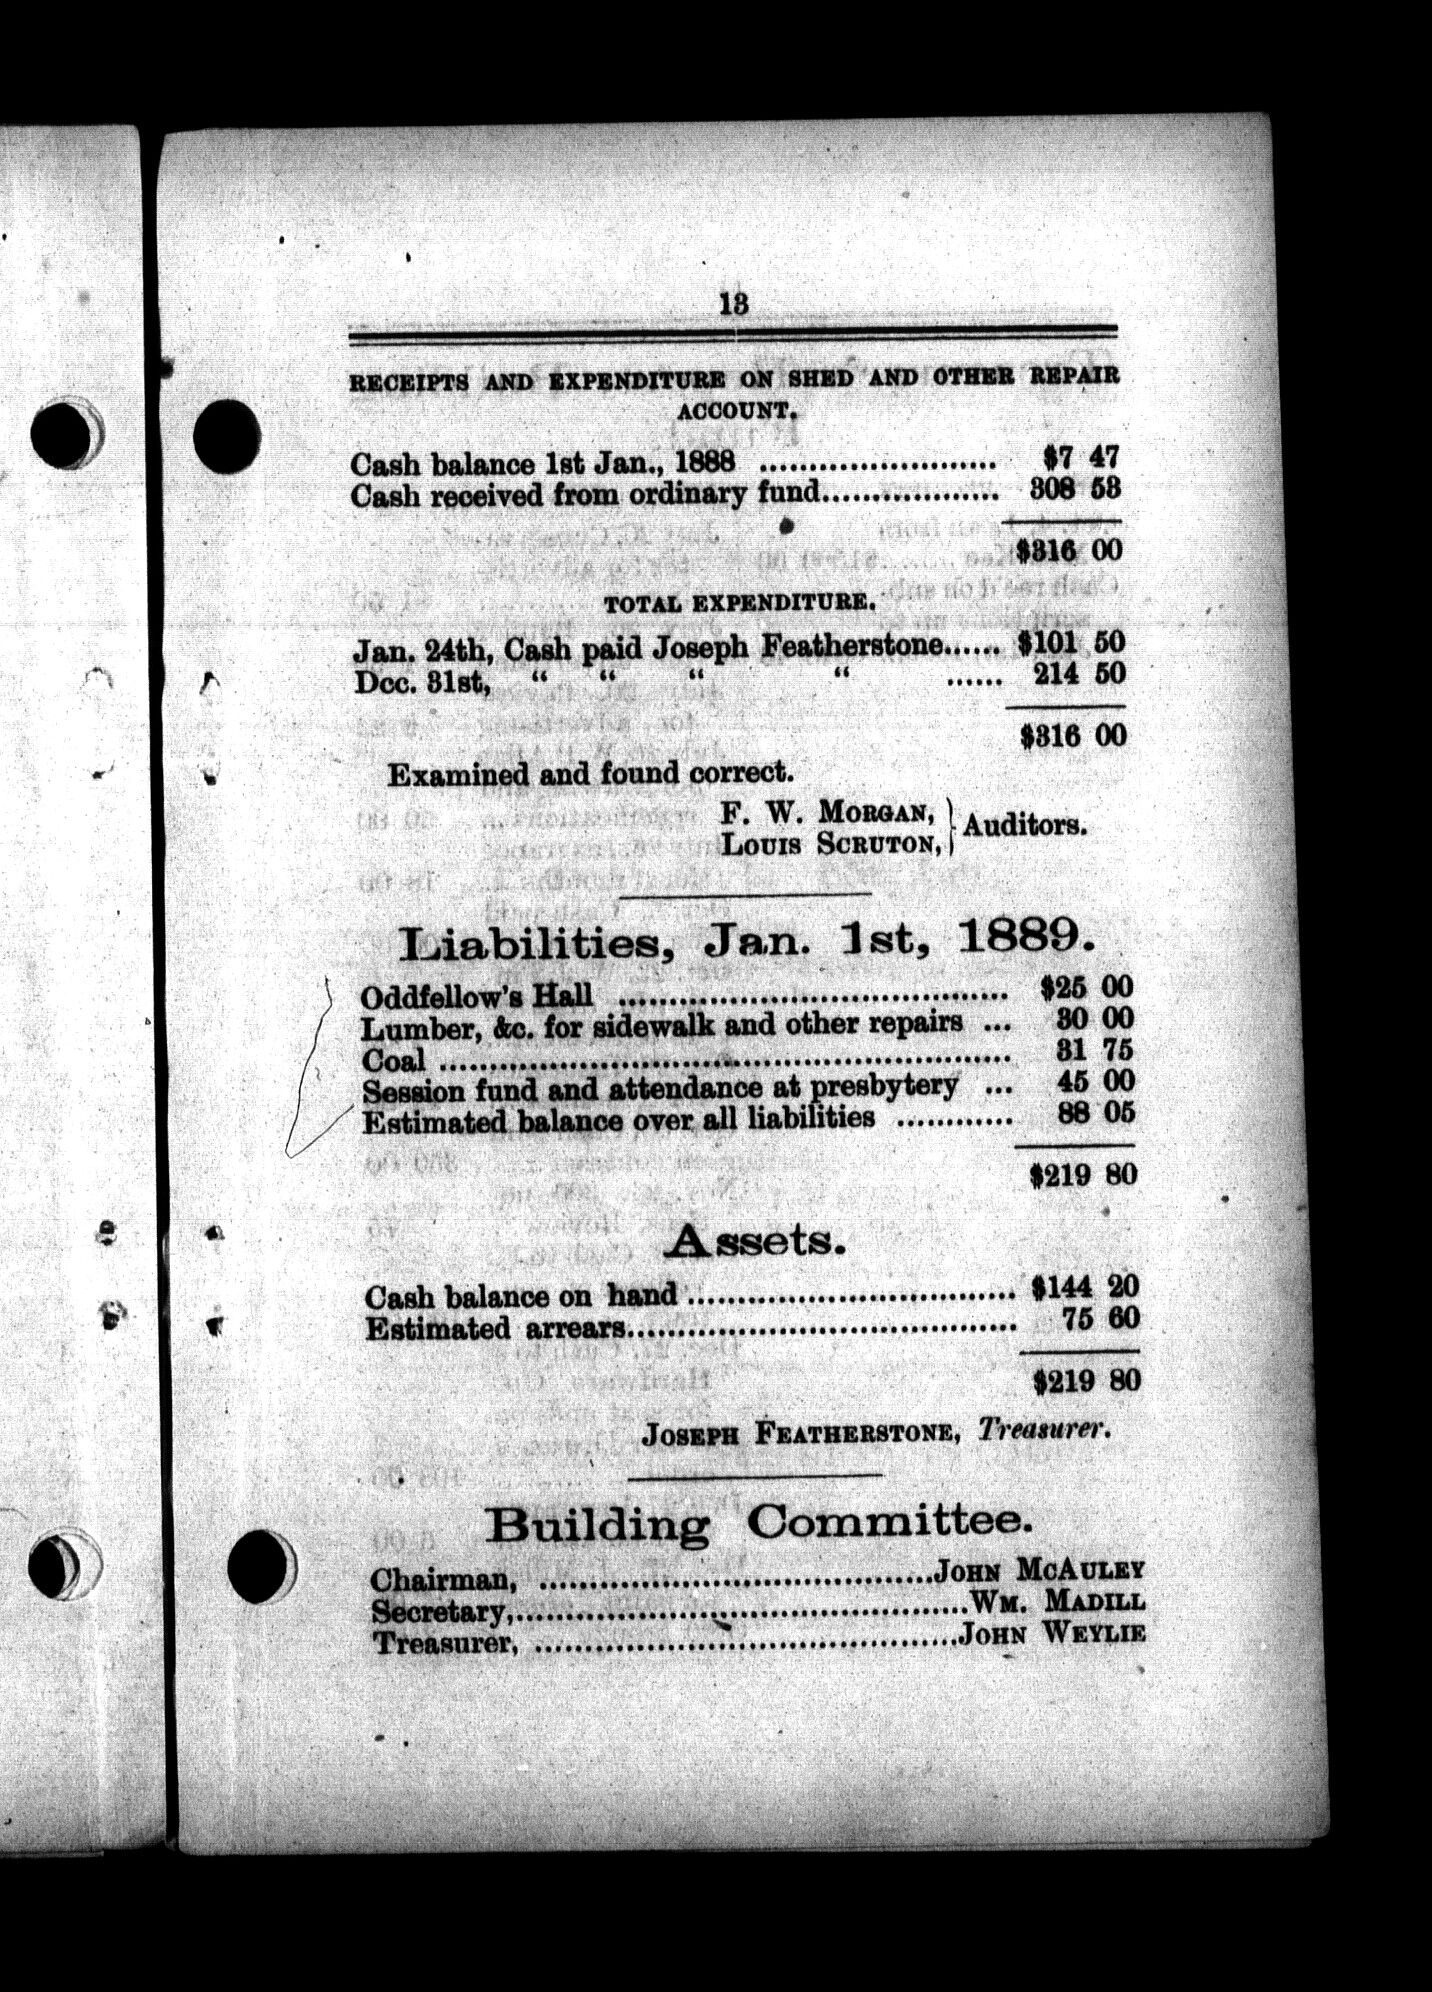 13
RECEIPTS AND EXPENDITURE ON SHED AND OTHER REPAIR
ACCOUNT.
Cash balance 1st Jan., 1888 ........................ $7 47
Cash received from ordinary fund.................. 308 53
$316 00
TOTAL EXPENDITURE.
Jan. 24th, Cash paid Joseph Featherstone...... $101 50
Dec. 31st, “ “ “ “ ...... 214 50
$316 00
Examined and found correct.
F. W. MORGAN, } Auditors.
LOUIS SCRUTON,
Liabilities, Jan. 1st, 1889.
Oddfellow's Hall ....................................... $25 00
Lumber, &c. for sidewalk and other repairs ... 30 00
Coal ......................................................... 31 75
Session fund and attendance at presbytery ... 45 00
Estimated balance over all liabilities ............ 88 05
$219 80
Assets.
Cash balance on hand ................................. $144 20
Estimated arrears....................................... 75 60
$219 80
JOSEPH FEATHERSTONE, Treasurer.
Building Committee.
Chairman, .......................................JOHN MCAULEY
Secretary,.............................................WM. MADILL
Treasurer, ..........................................JOHN WEYLIE